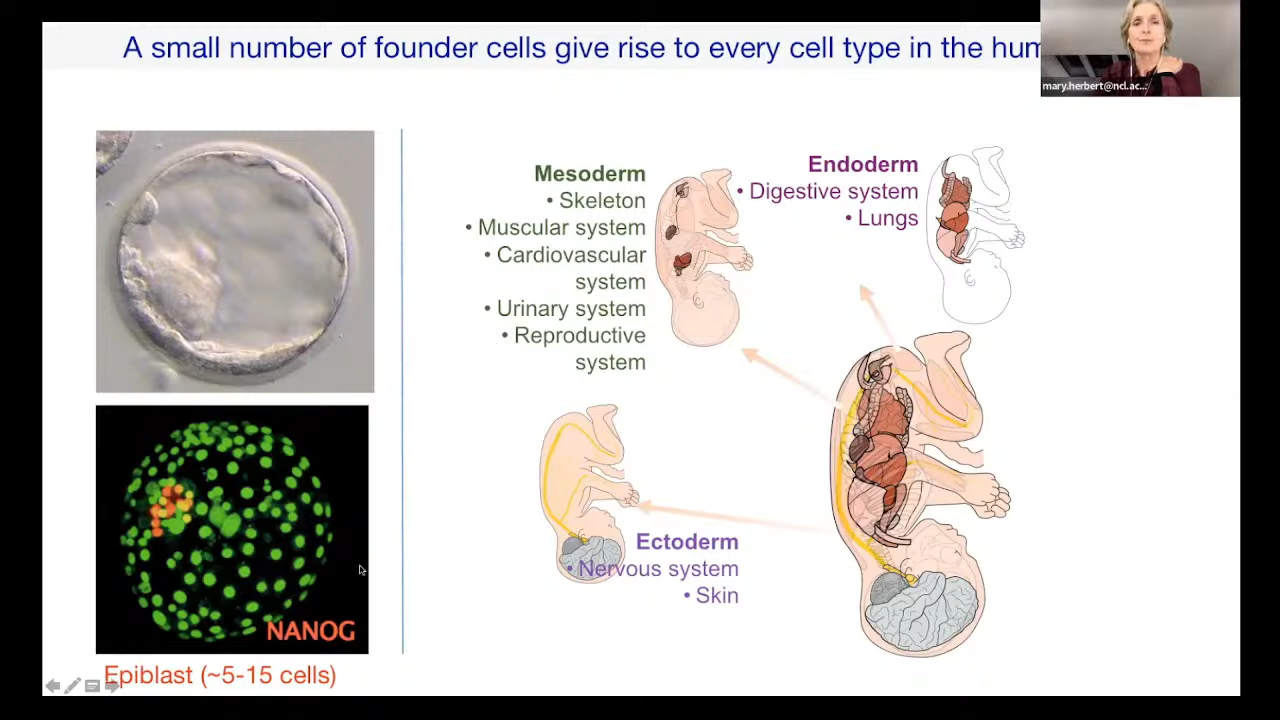 A small number of founder cells give rise to every cell type in the hum
mary.herbert@ncl.ac...
Mesoderm
• Skeleton
• Muscular system
• Cardiovascular
system
• Urinary system
• Reproductive
system
Endoderm
• Digestive system
• Lungs
Ectoderm
• Nervous system
• Skin
NANOG
Epiblast (~5-15 cells)